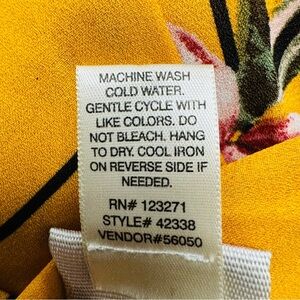 MACHINE WASH
COLD WATER.
GENTLE CYCLE WITH
LIKE COLORS. DO
NOT BLEACH. HANG
TO DRY. COOL IRON
ON REVERSE SIDE IF
NEEDED.
RN# 123271
STYLE# 42338
VENDOR#56050